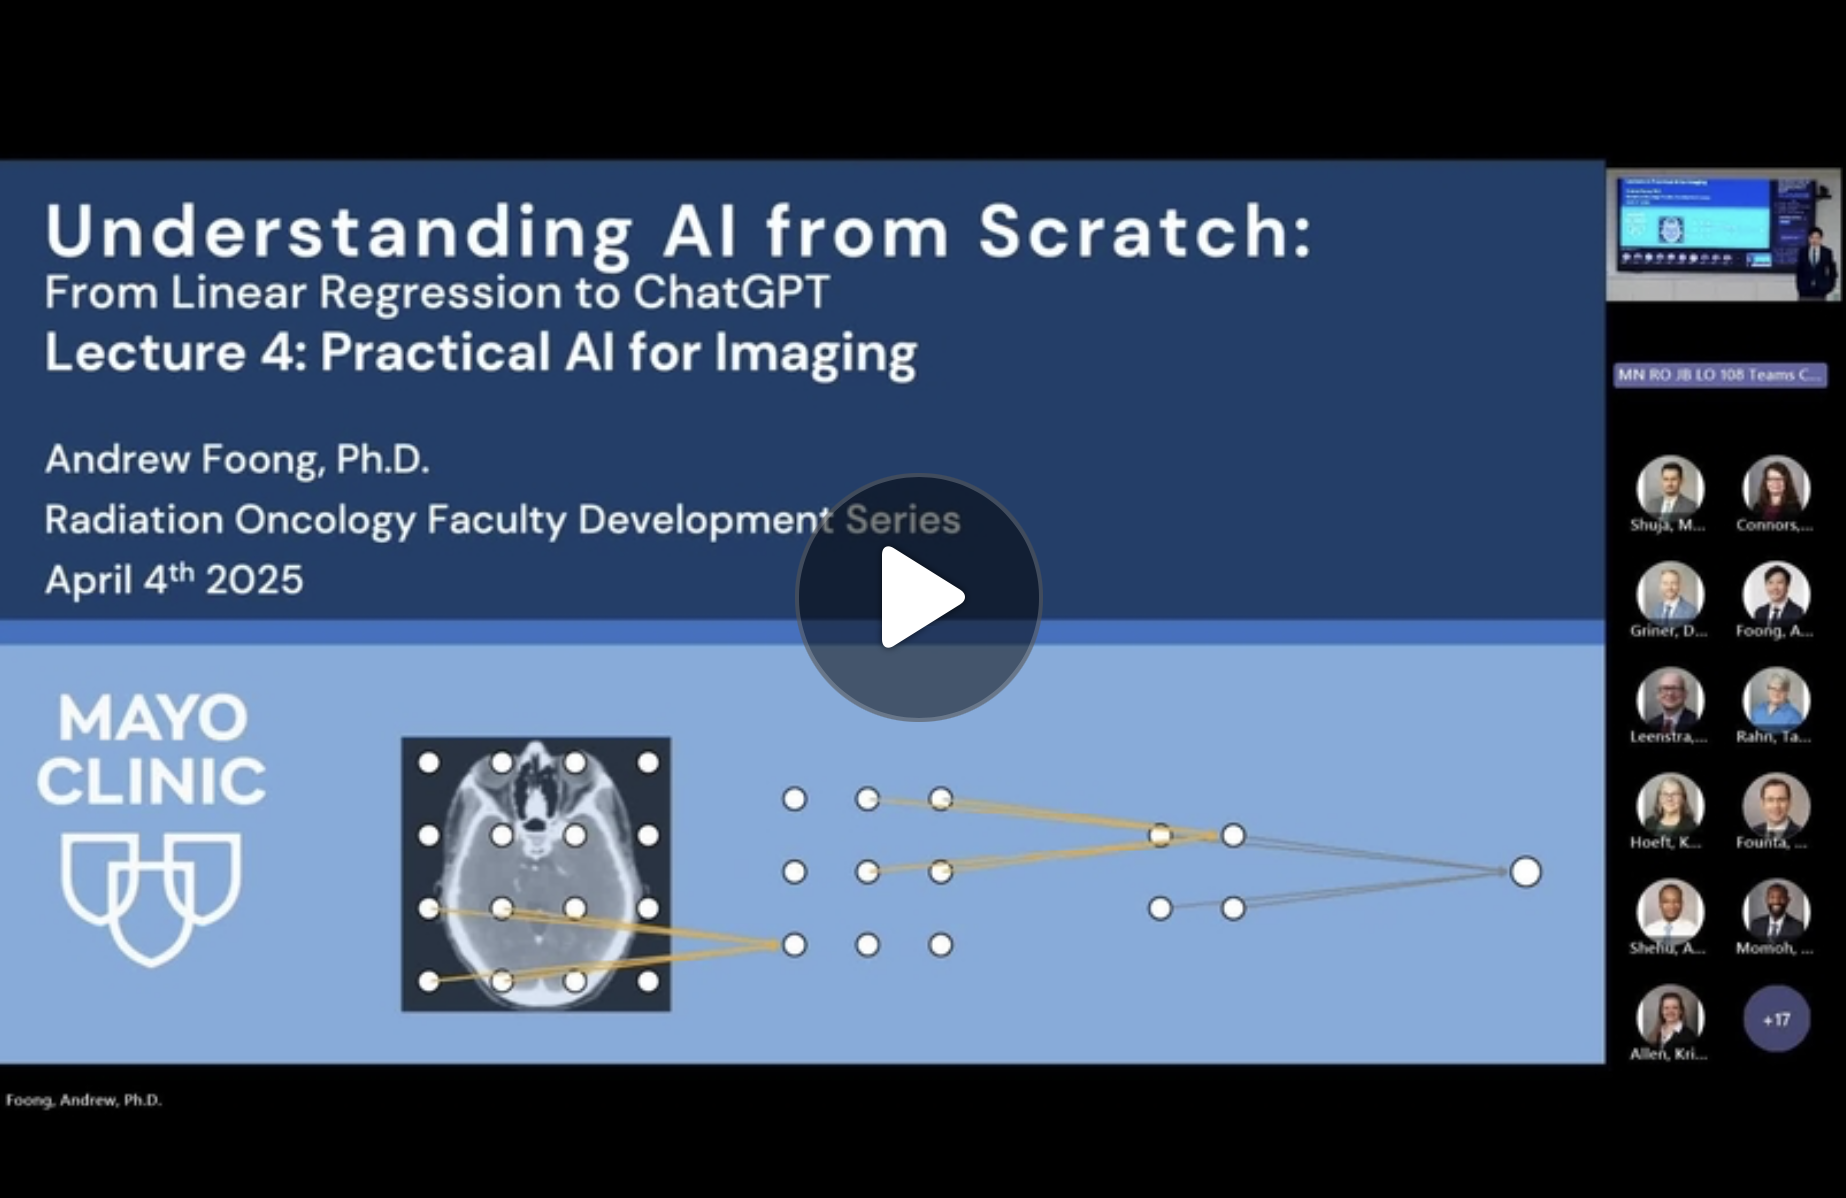 Understanding AI from Scratch:
From Linear Regression to ChatGPT
Lecture 4: Practical AI for Imaging
Andrew Foong, Ph.D.
Radiation Oncology Faculty Development Series
April 4th 2025
MAYO
CLINIC
MN RO JB LO 108 Teams C...
Shuja, M...
Connors,...
Griner, D...
Foong, A...
Leenstra,...
Rahn, Ta...
Hoeft, K...
Founta, ...
Shehu, A...
Momoh, ...
Allen, Kri...
+17
Foong, Andrew, Ph.D.